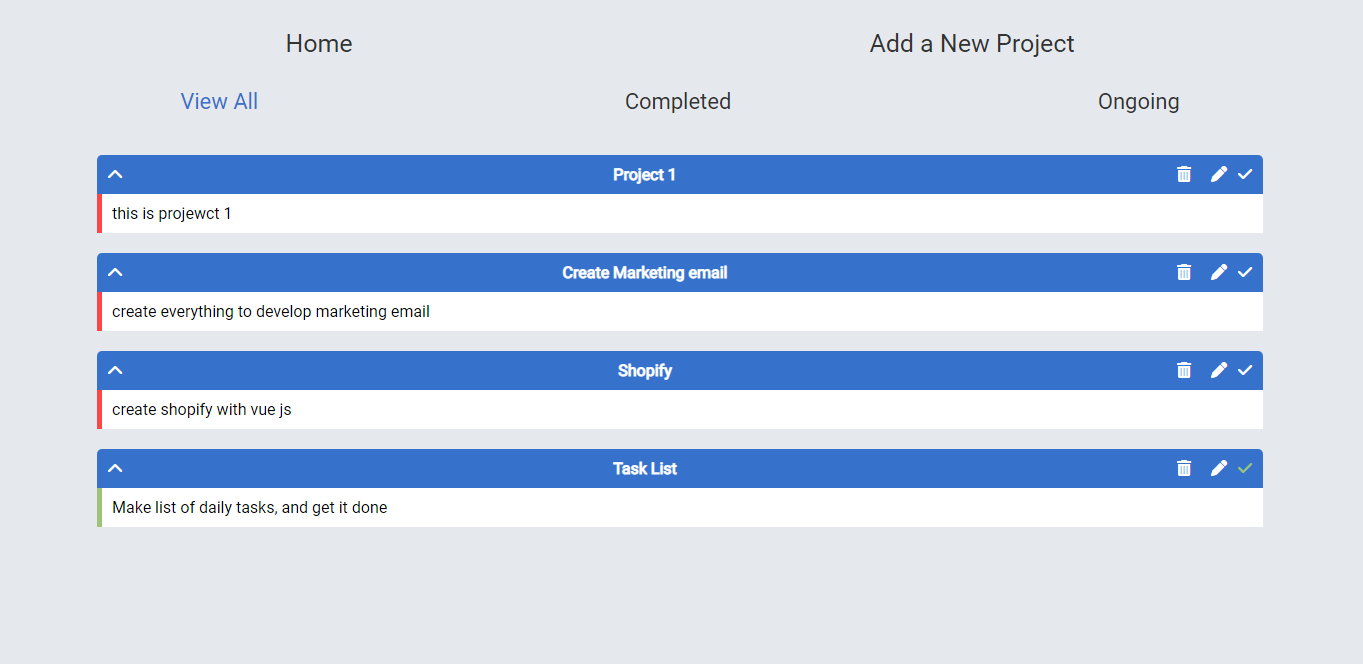 Home
Add a New Project
View All
Completed
Ongoing
Project 1
this is projewct 1
Create Marketing email
create everything to develop marketing email
Shopify
create shopify with vue js
Task List
Make list of daily tasks, and get it done